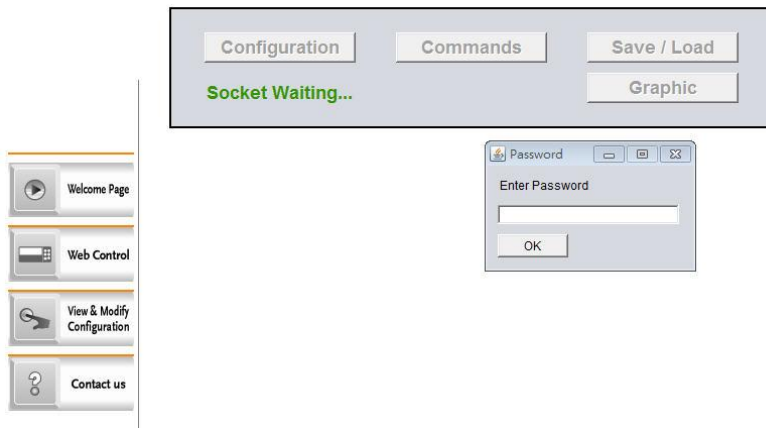 Configuration
Commands
Save / Load
Socket Waiting...
Graphic
Password
Enter Password
OK
Welcome Page
Web Control
View & Modify
Configuration
Contact us